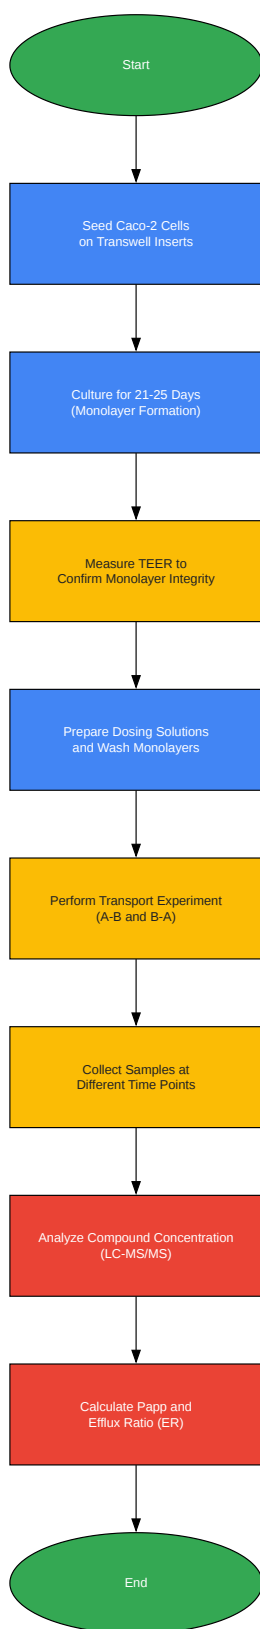 Start
Seed Caco-2 Cells
on Transwell Inserts
Culture for 21-25 Days
(Monolayer Formation)
Measure TEER to
Confirm Monolayer Integrity
Prepare Dosing Solutions
and Wash Monolayers
Perform Transport Experiment
(A-B and B-A)
Collect Samples at
Different Time Points
Analyze Compound Concentration
(LC-MS/MS)
Calculate Papp and
Efflux Ratio (ER)
End